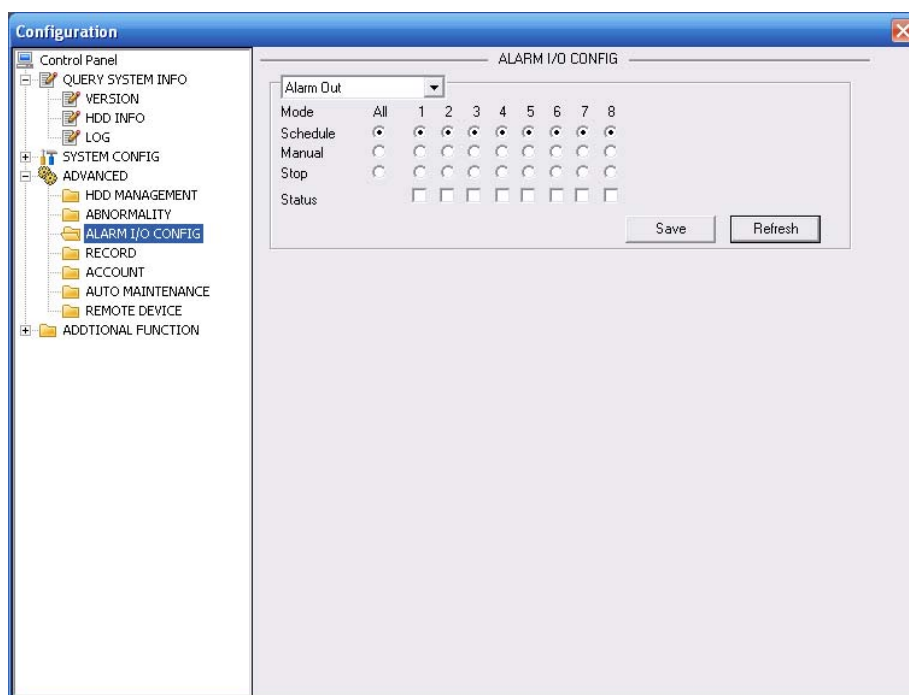 Configuration
Control Panel
QUERY SYSTEM INFO
VERSION
HDD INFO
LOG
SYSTEM CONFIG
ADVANCED
HDD MANAGEMENT
ABNORMALITY
ALARM I/O CONFIG
RECORD
ACCOUNT
AUTO MAINTENANCE
REMOTE DEVICE
ADDTIONAL FUNCTION
ALARM I/O CONFIG
Alarm Out
Mode All 1 2 3 4 5 6 7 8
Schedule
Manual
Stop
Status
Save Refresh